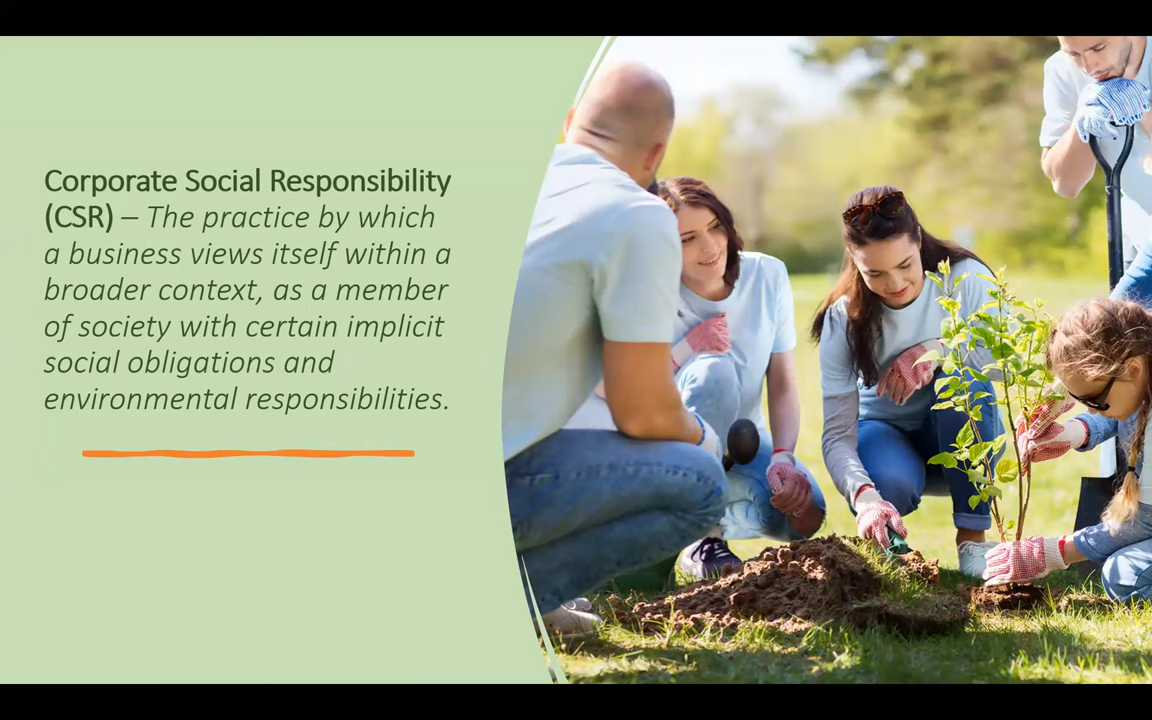 Corporate Social Responsibility
(CSR) – The practice by which
a business views itself within a
broader context, as a member
of society with certain implicit
social obligations and
environmental responsibilities.